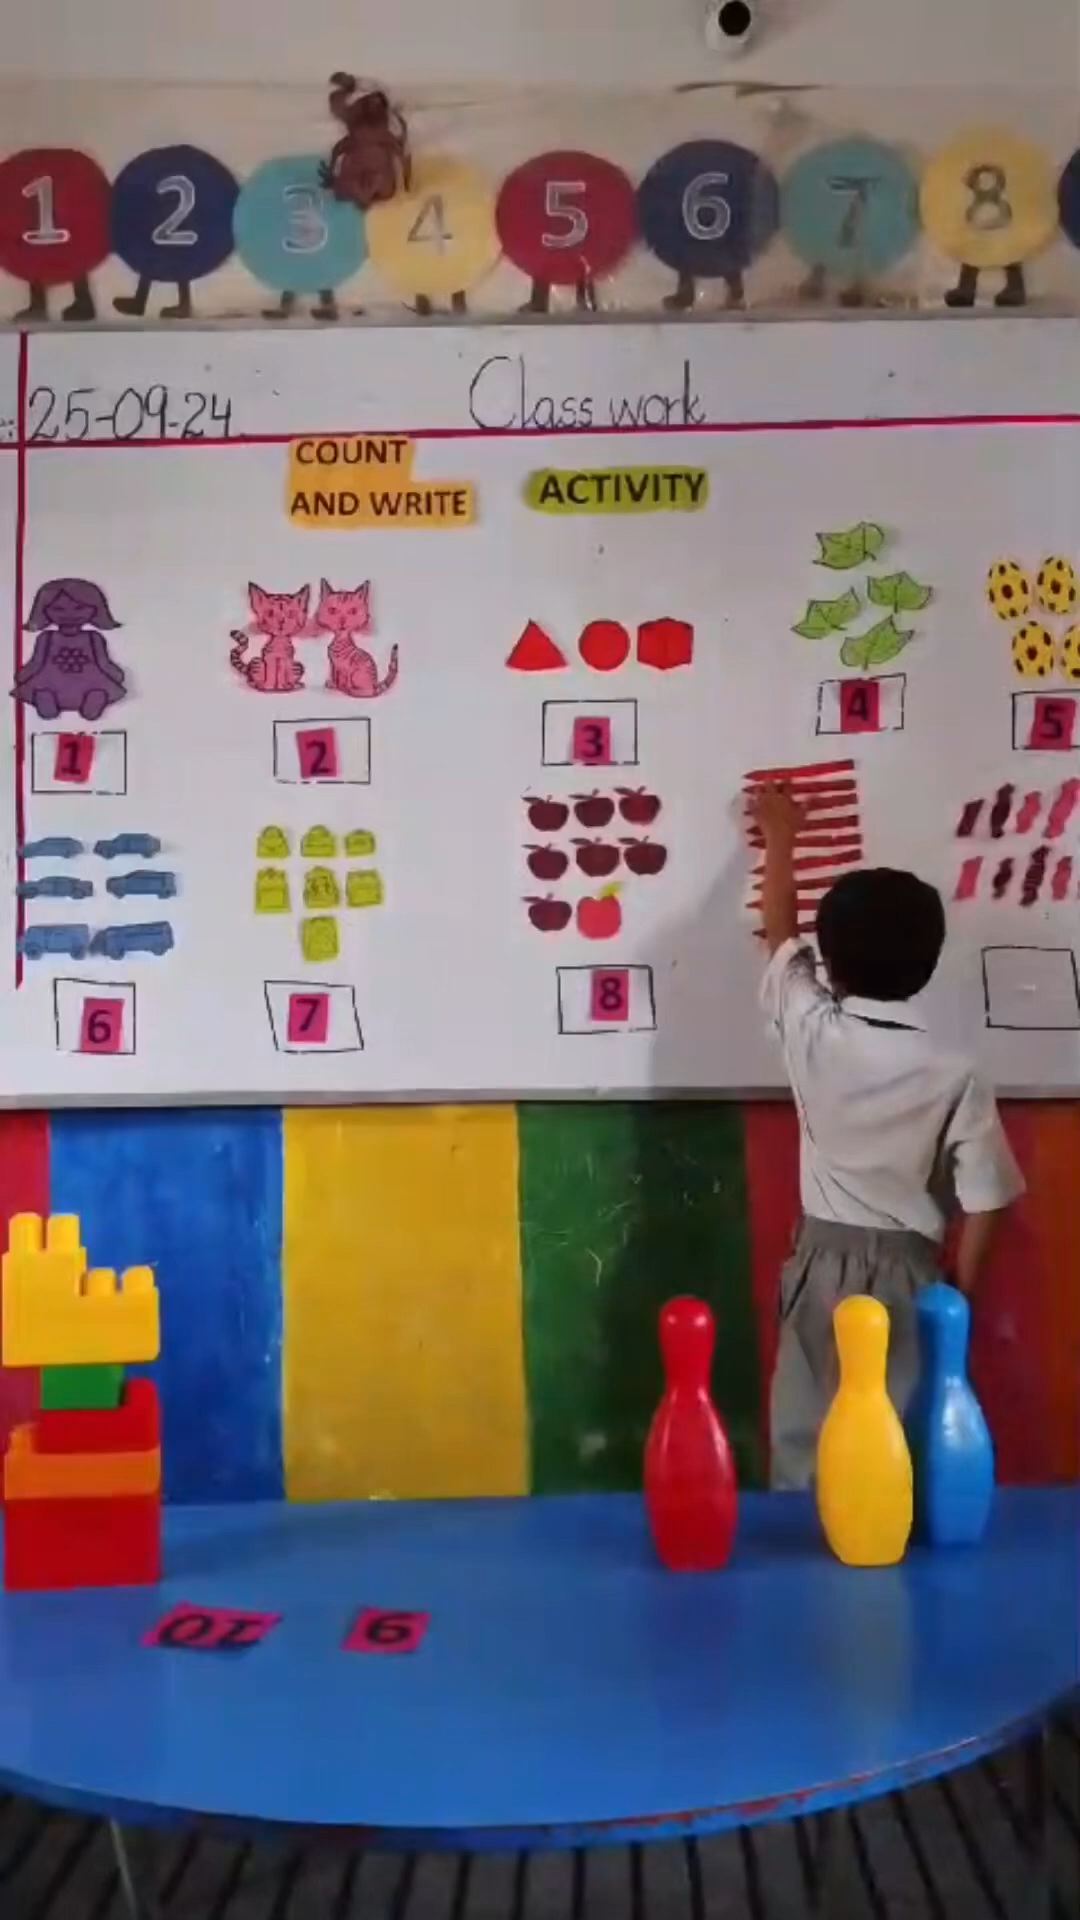 1 2 3 4 5 6 7 8
25-09-24 Class work
COUNT
AND WRITE
ACTIVITY
1 2 3 4 5
6 7 8
10 9